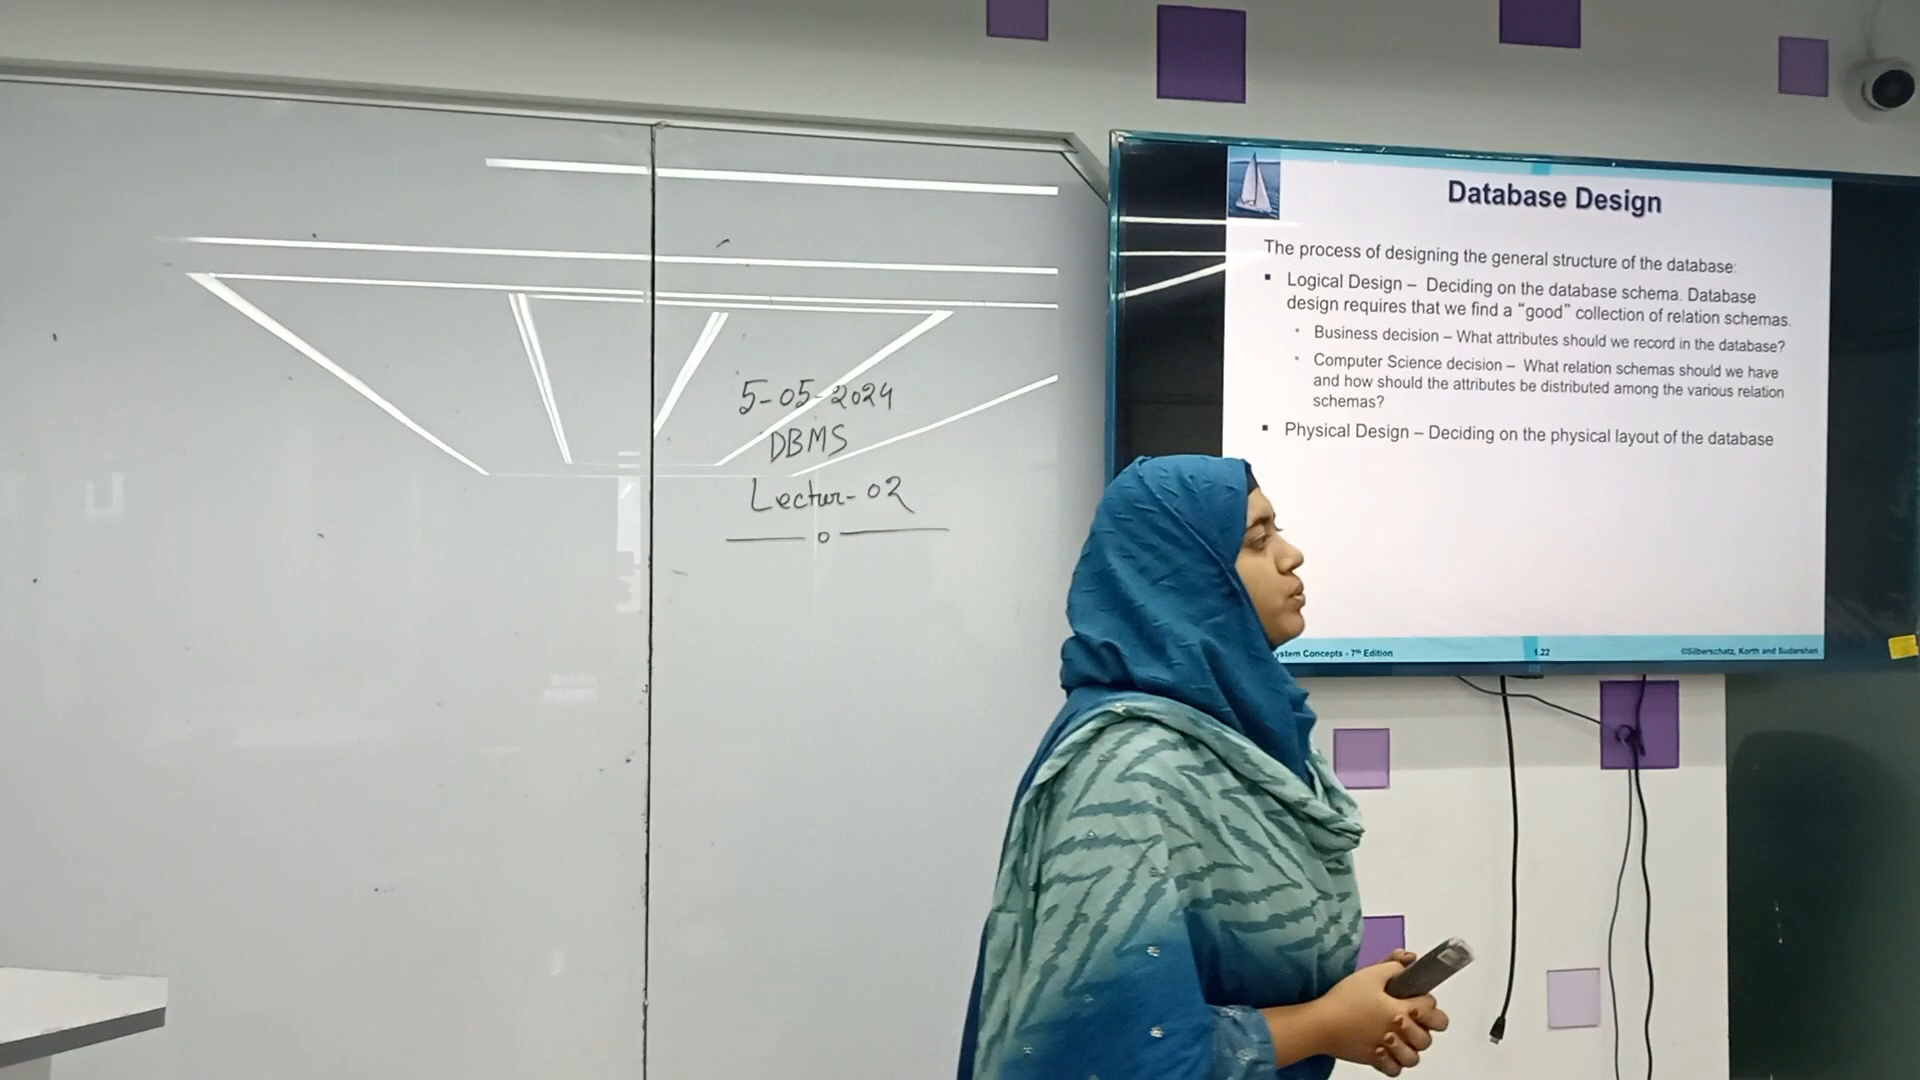 5-05-2024
DBMS
Lectur-02
Database Design
The process of designing the general structure of the database:
▪ Logical Design – Deciding on the database schema. Database
design requires that we find a “good” collection of relation schemas.
• Business decision – What attributes should we record in the database?
• Computer Science decision – What relation schemas should we have
and how should the attributes be distributed among the various relation
schemas?
▪ Physical Design – Deciding on the physical layout of the database
Concepts - 7th Edition
1.22
©Silberschatz, Korth and Sudarshan